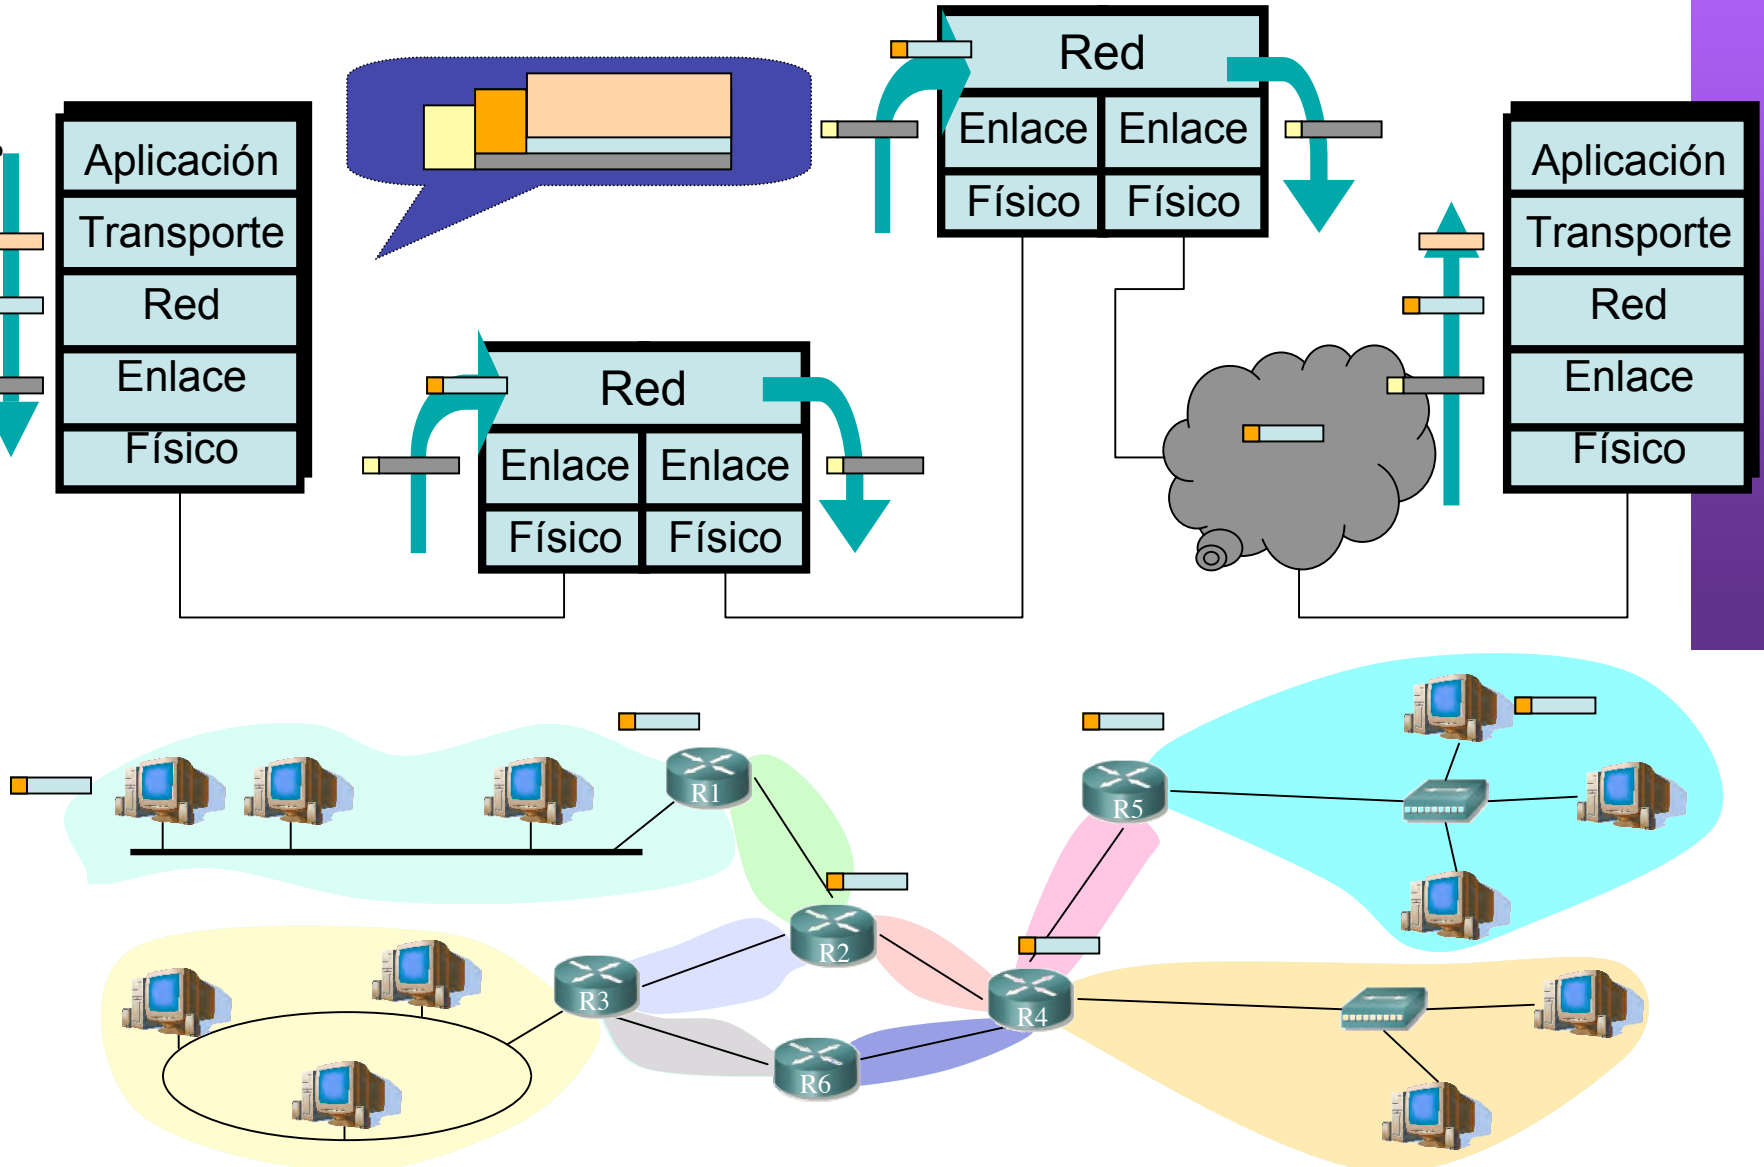 Red
Enlace Enlace
Físico Físico
Aplicación
Transporte
Red
Enlace
Físico
Aplicación
Transporte
Red
Enlace
Físico
Red
Enlace Enlace
Físico Físico
R1
R5
R2
R3
R4
R6